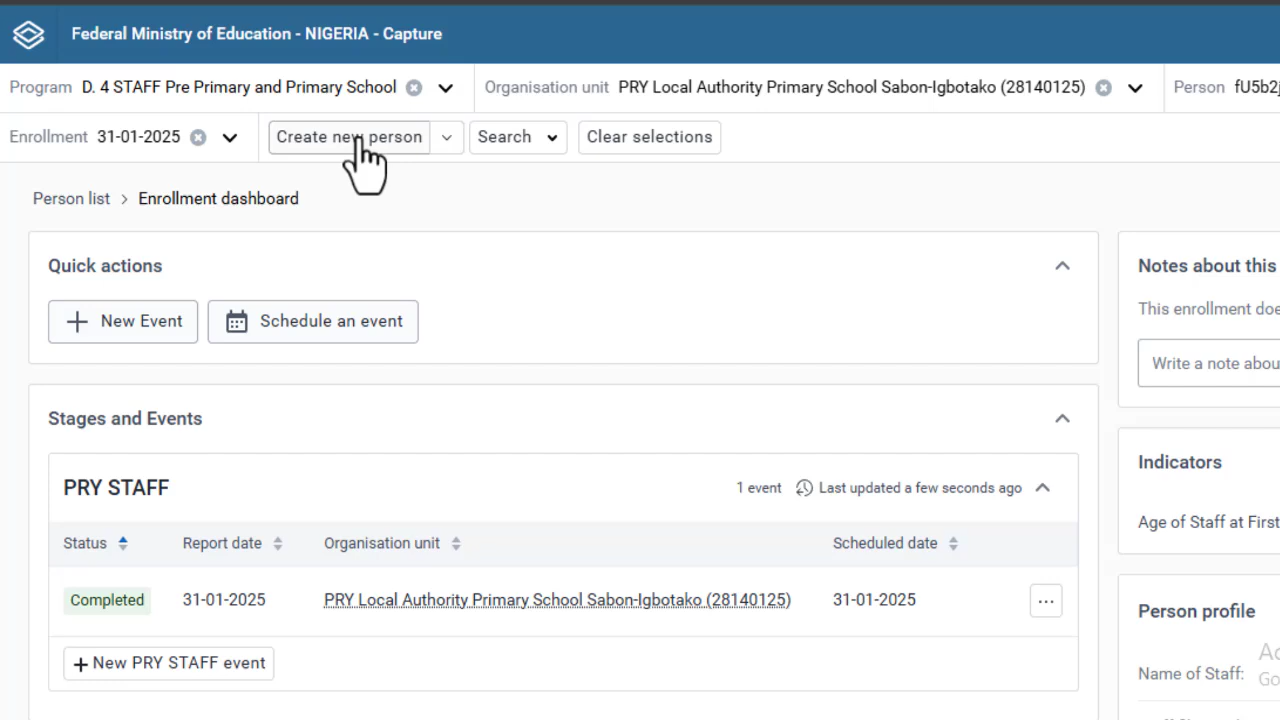 Federal Ministry of Education - NIGERIA - Capture
Program D. 4 STAFF Pre Primary and Primary School Organisation unit PRY Local Authority Primary School Sabon-Igbotako (28140125) Person
Enrollment 31-01-2025 Create new person Search Clear selections
Person list > Enrollment dashboard
Quick actions
New Event Schedule an event
Stages and Events
PRY STAFF 1 event Last updated a few seconds ago
Status Report date Organisation unit Scheduled date
Completed 31-01-2025 PRY Local Authority Primary School Sabon-Igbotako (28140125) 31-01-2025
New PRY STAFF event
Notes about this
This enrollment
Write a note
Indicators
Age of Staff at First
Person profile
Name of Staff: